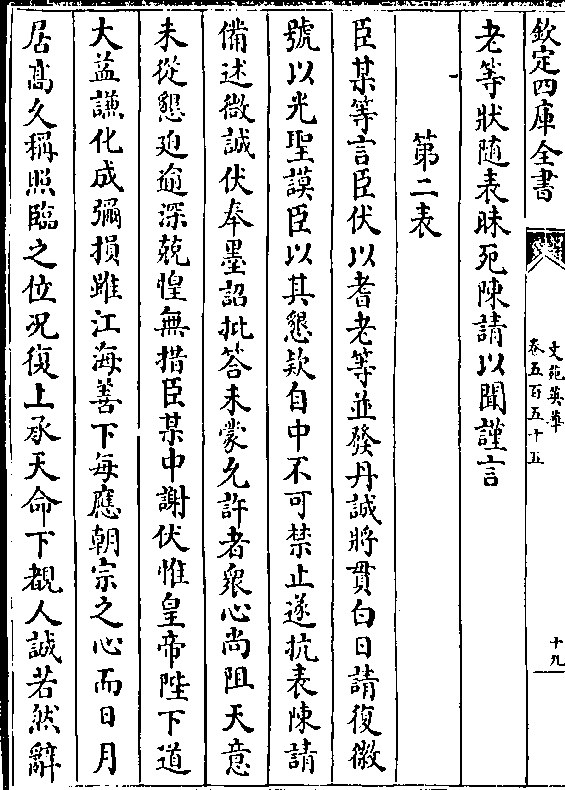 欽定四庫全書
文苑英華
卷五百五十五
十九
老等狀随表昧死陳請以聞謹言
第二表
臣某等言臣伏以耆老等並發丹誠將貫白日請復徽
號以光聖謨臣以其懇欵自中不可禁止遂抗表陳請
備述微誠伏奉墨詔批答未蒙允許者衆心尚阻天意
未從懇廹逾深兢惶無措臣某中謝伏惟皇帝陛下道
大益謙化成彌損雖江海善下每應朝宗之心而日月
居髙久稱照臨之位况復上承天命下覩人誠若然辭